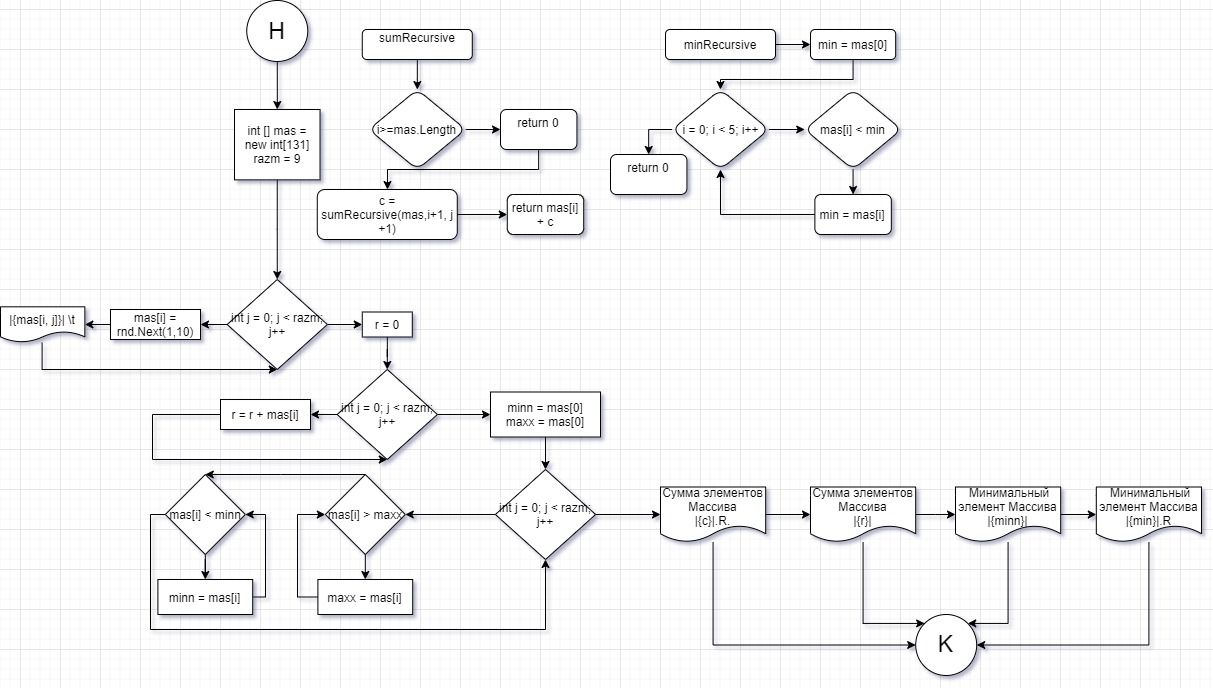 H
int [] mas =
new int[131]
razm = 9
sumRecursive
i>=mas.Length
return 0
c =
sumRecursive(mas,i+1, j
+1)
return mas[i]
+ c
minRecursive
min = mas[0]
i = 0; i < 5; i++
mas[i] < min
return 0
min = mas[i]
|{mas[i, j]}| \t
mas[i] =
rnd.Next(1,10)
int j = 0; j < razm;
j++
r = 0
r = r + mas[i]
int j = 0; j < razm;
j++
minn = mas[0]
maxx = mas[0]
mas[i] < minn
mas[i] > maxx
int j = 0; j < razm;
j++
minn = mas[i]
maxx = mas[i]
Сумма элементов
Массива
|{c}|.R.
Сумма элементов
Массива
|{r}|
Минимальный
элемент Массива
|{minn}|
Минимальный
элемент Массива
|{min}|.R
K